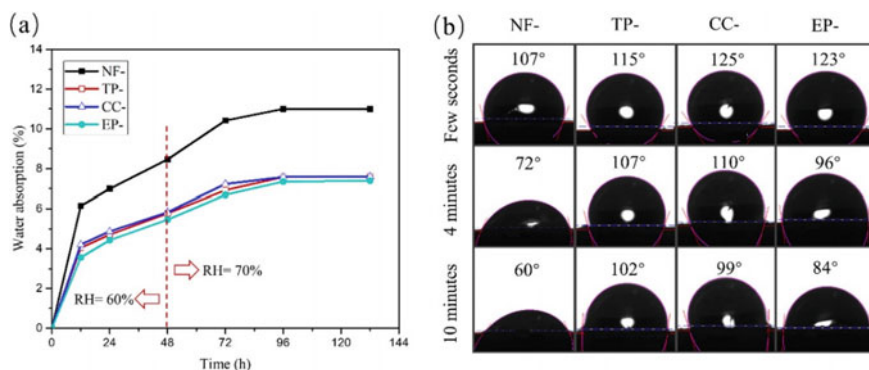 (a)
14
12
10
8
6
4
2
0
Water absorption (%)
NF-
TP-
CC-
EP-
RH= 60%
RH= 70%
0 24 48 72 96 120 144
Time (h)
(b)
NF- TP- CC- EP-
Few seconds
107° 115° 125° 123°
4 minutes
72° 107° 110° 96°
10 minutes
60° 102° 99° 84°